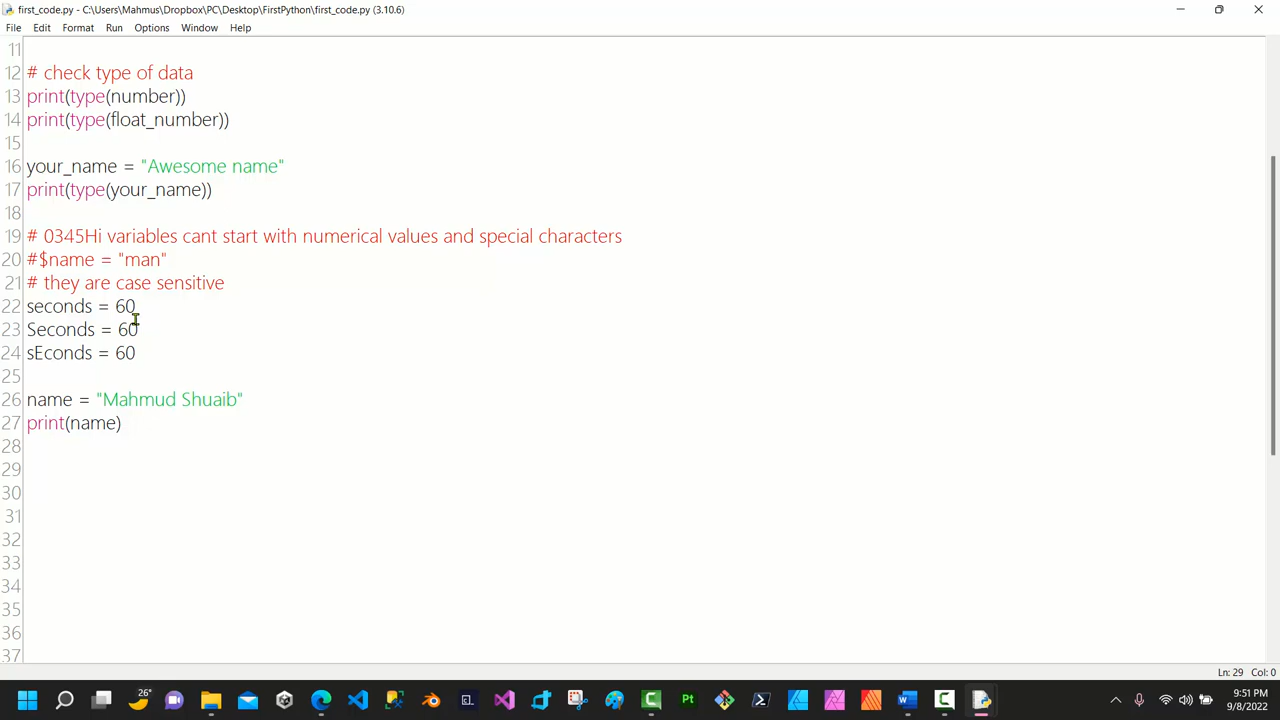 first_code.py - C:\Users\Mahmus\Dropbox\PC\Desktop\FirstPython\first_code.py (3.10.6)
File Edit Format Run Options Window Help
11
12 # check type of data
13 print(type(number))
14 print(type(float_number))
15
16 your_name = "Awesome name"
17 print(type(your_name))
18
19 # 0345Hi variables cant start with numerical values and special characters
20 #$name = "man"
21 # they are case sensitive
22 seconds = 60
23 Seconds = 60
24 sEconds = 60
25
26 name = "Mahmud Shuaib"
27 print(name)
28
29
30
31
32
33
34
35
36
37
Ln: 29 Col: 0
26°
Pt
9:51 PM
9/8/2022